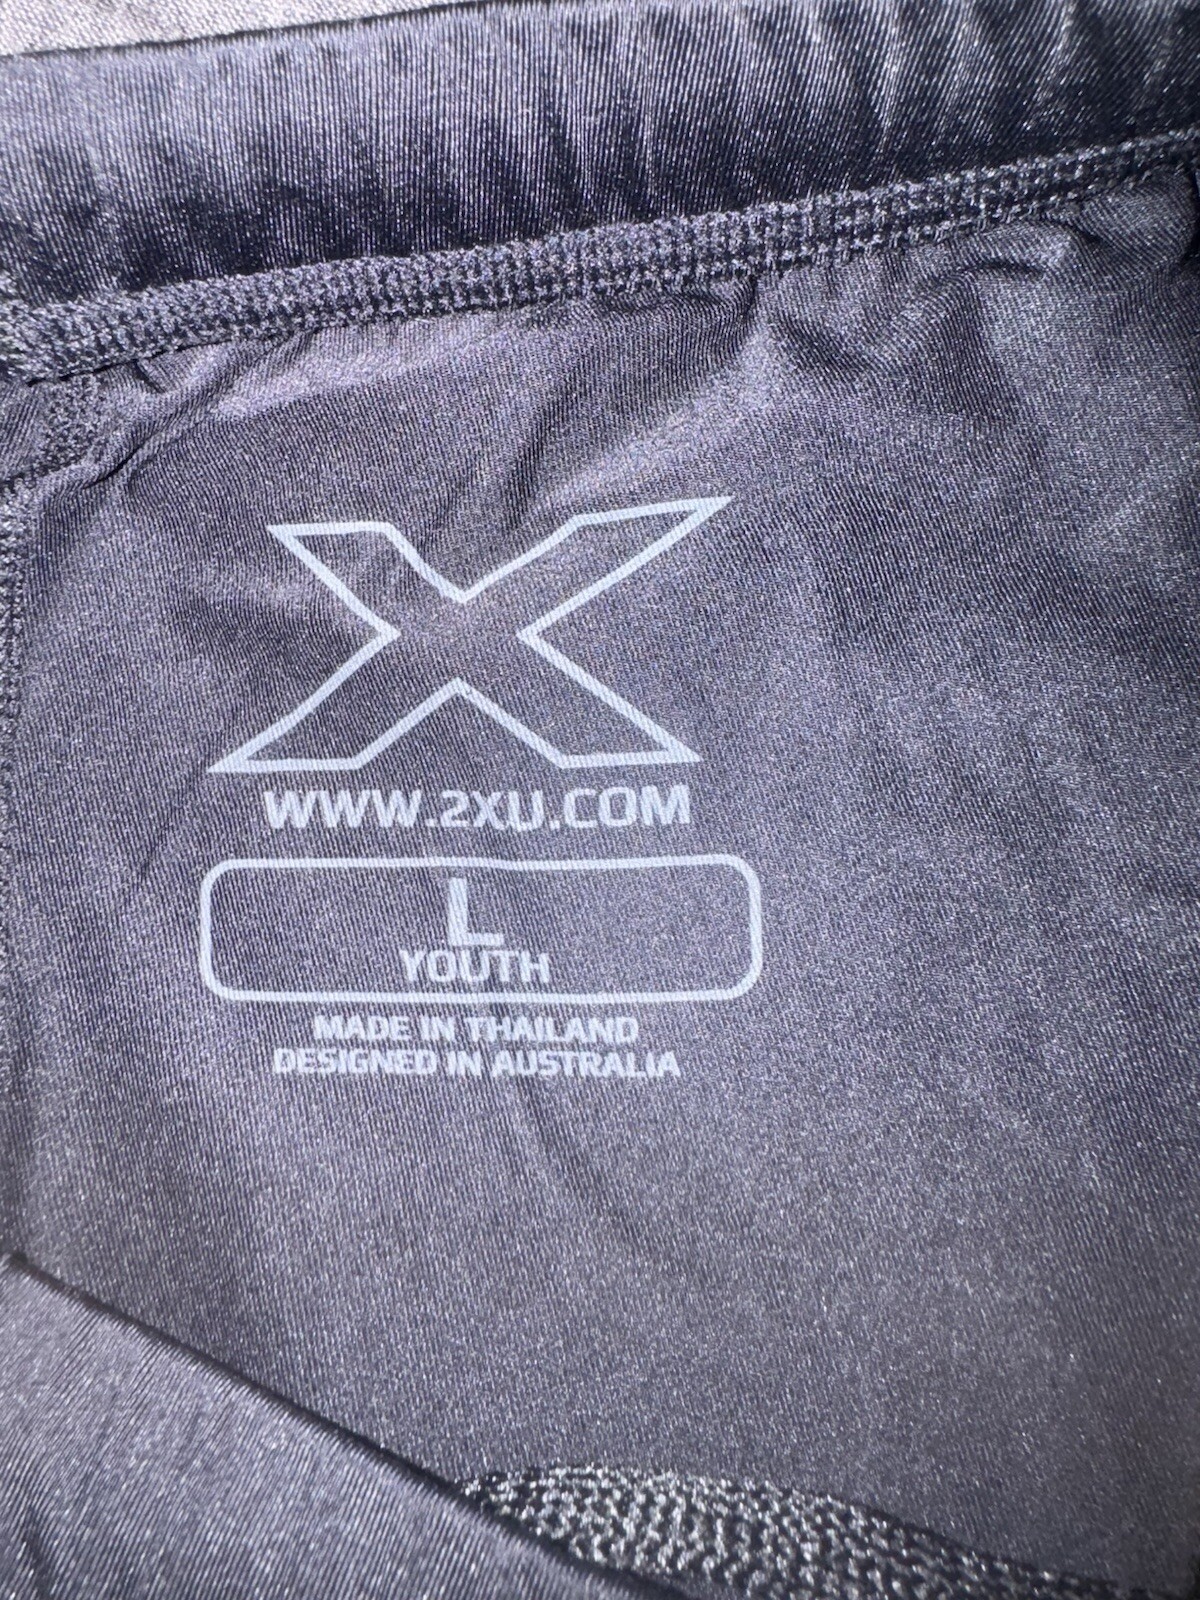 X
WWW.2XU.COM
L
YOUTH
MADE IN THAILAND
DESIGNED IN AUSTRALIA